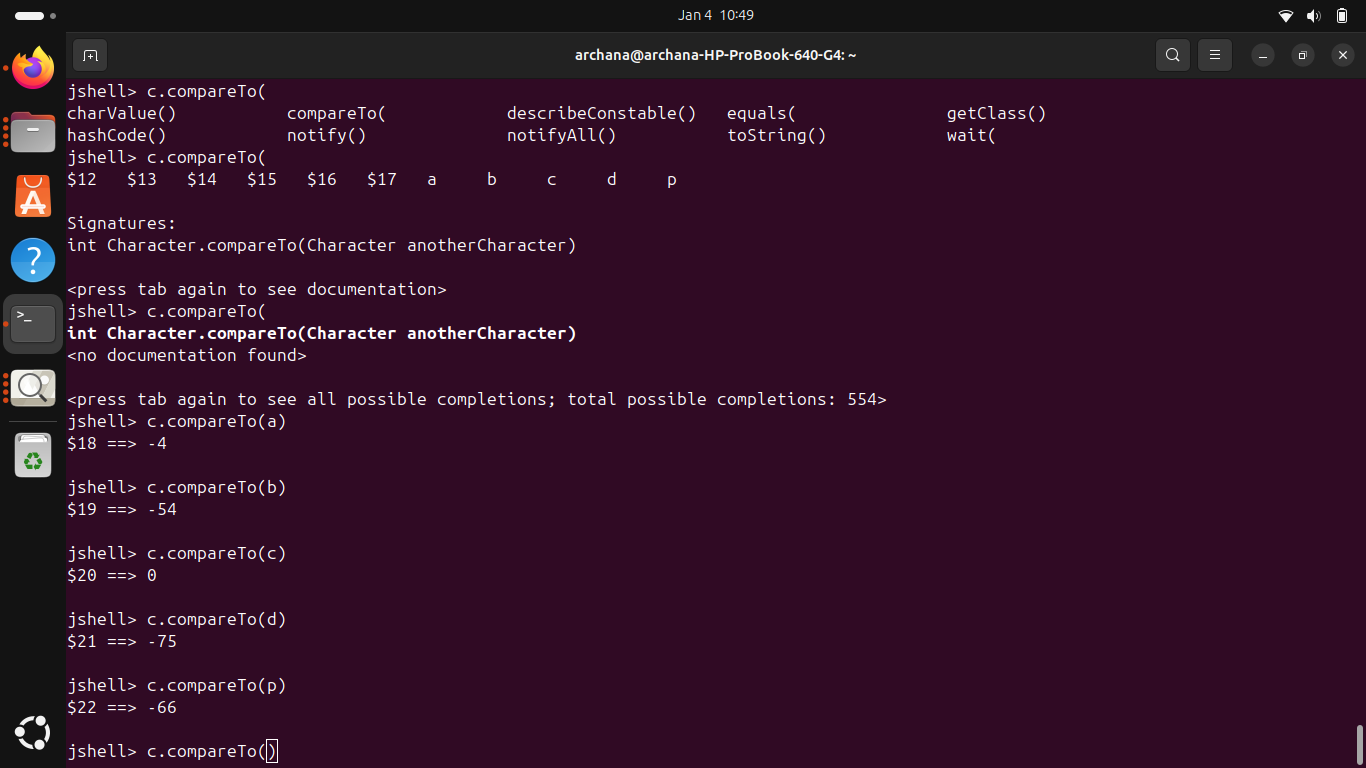 Jan 4 10:49
archana@archana-HP-ProBook-640-G4: ~
jshell> c.compareTo(
charValue() compareTo( describeConstable() equals( getClass()
hashCode() notify() notifyAll() toString() wait(
jshell> c.compareTo(
$12 $13 $14 $15 $16 $17 a b c d p
Signatures:
int Character.compareTo(Character anotherCharacter)
<press tab again to see documentation>
jshell> c.compareTo(
int Character.compareTo(Character anotherCharacter)
<no documentation found>
<press tab again to see all possible completions; total possible completions: 554>
jshell> c.compareTo(a)
$18 ==> -4
jshell> c.compareTo(b)
$19 ==> -54
jshell> c.compareTo(c)
$20 ==> 0
jshell> c.compareTo(d)
$21 ==> -75
jshell> c.compareTo(p)
$22 ==> -66
jshell> c.compareTo()